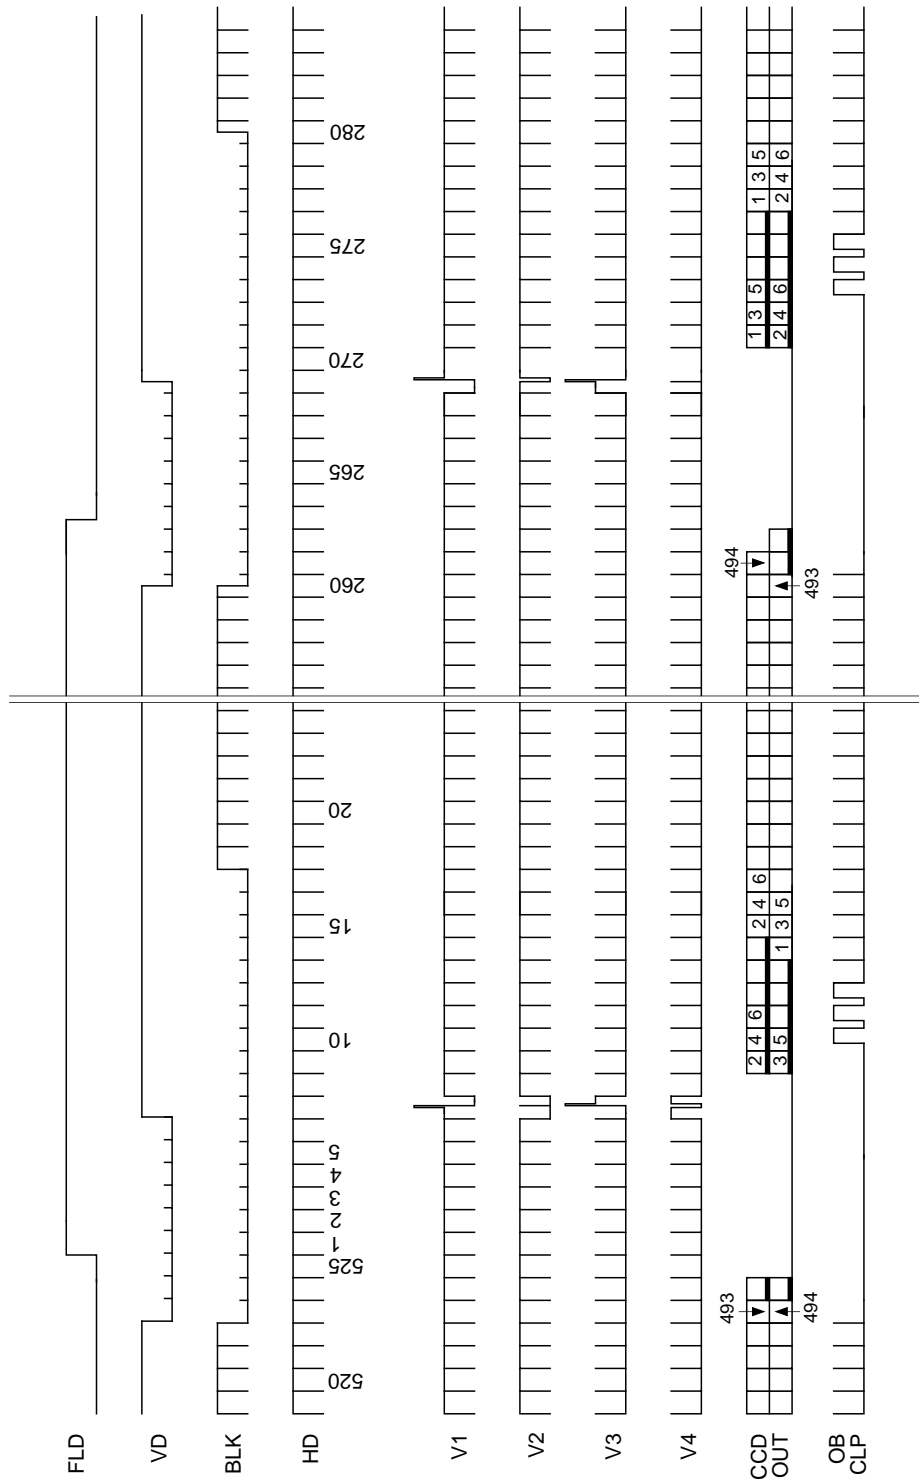 FLD
VD
BLK
HD
520 525 1 2 3 4 5 10 15 20 260 265 270 275 280
V1
V2
V3
V4
493 494
CCD 2 4 6 2 4 6 1 3 5 1 3 5
OUT 3 5 1 3 5 2 4 6 2 4 6
494 493
OB
CLP